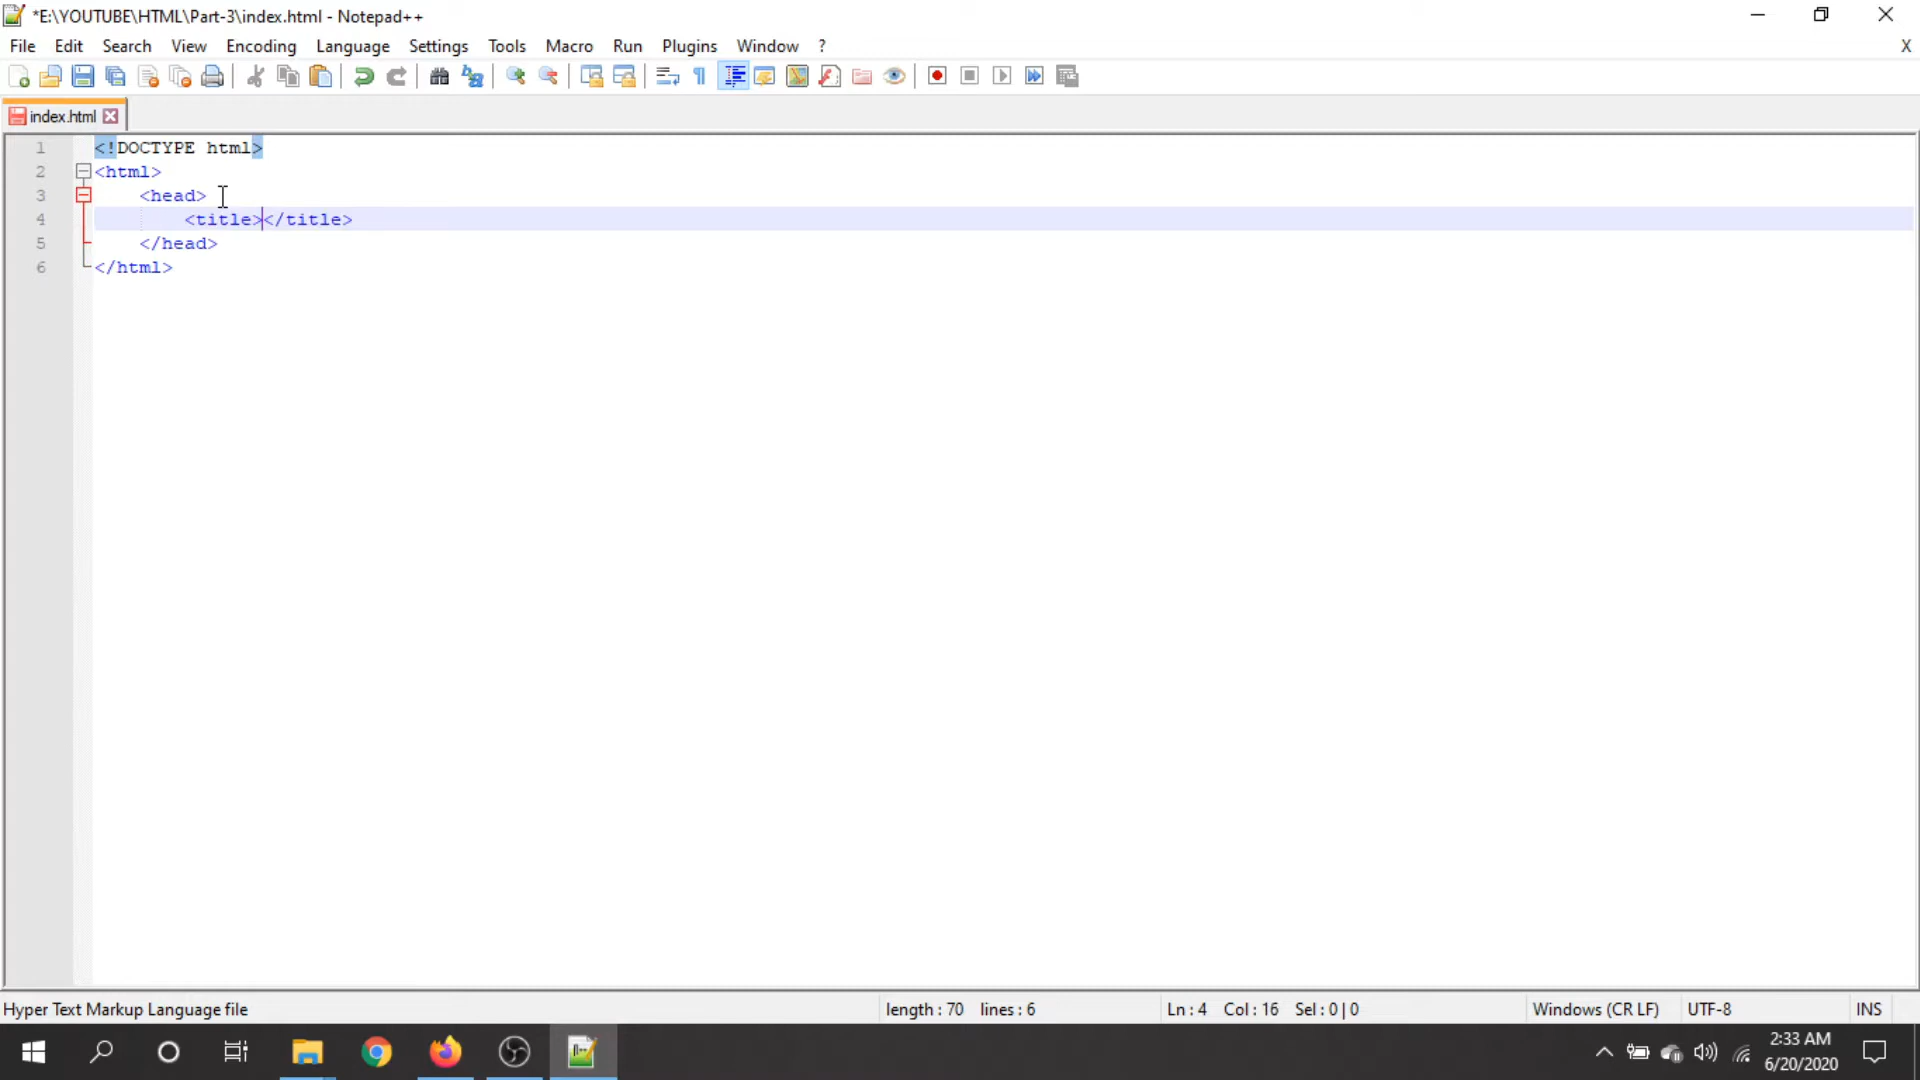 *E:\YOUTUBE\HTML\Part-3\index.html - Notepad++
File Edit Search View Encoding Language Settings Tools Macro Run Plugins Window ? X
index.html
1 <!DOCTYPE html>
2 <html>
3 <head>
4 <title></title>
5 </head>
6 </html>
Hyper Text Markup Language file length : 70 lines : 6 Ln : 4 Col : 16 Sel : 0 | 0 Windows (CR LF) UTF-8 INS
2:33 AM
6/20/2020